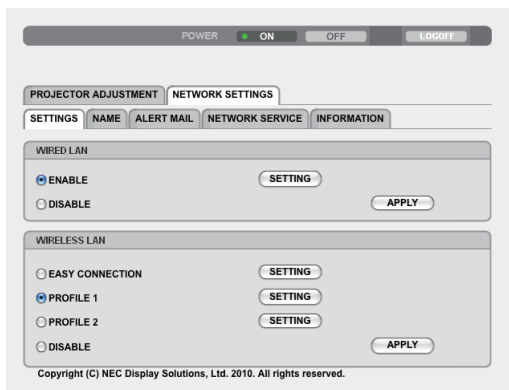 POWER ON OFF LOGOFF
PROJECTOR ADJUSTMENT NETWORK SETTINGS
SETTINGS NAME ALERT MAIL NETWORK SERVICE INFORMATION
WIRED LAN
ENABLE SETTING
DISABLE APPLY
WIRELESS LAN
EASY CONNECTION SETTING
PROFILE 1 SETTING
PROFILE 2 SETTING
DISABLE APPLY
Copyright (C) NEC Display Solutions, Ltd. 2010. All rights reserved.